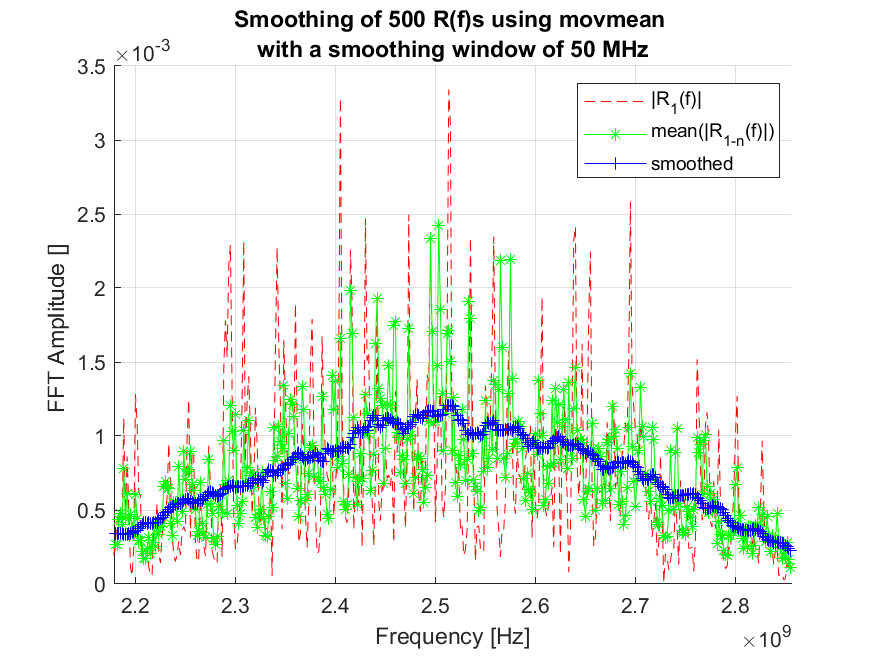 Smoothing of 500 R(f)s using movmean
with a smoothing window of 50 MHz
×10-3
3.5
3
2.5
2
1.5
1
0.5
0
FFT Amplitude []
|R1(f)|
mean(|R1-n(f)|)
smoothed
2.2 2.3 2.4 2.5 2.6 2.7 2.8
Frequency [Hz]
×109